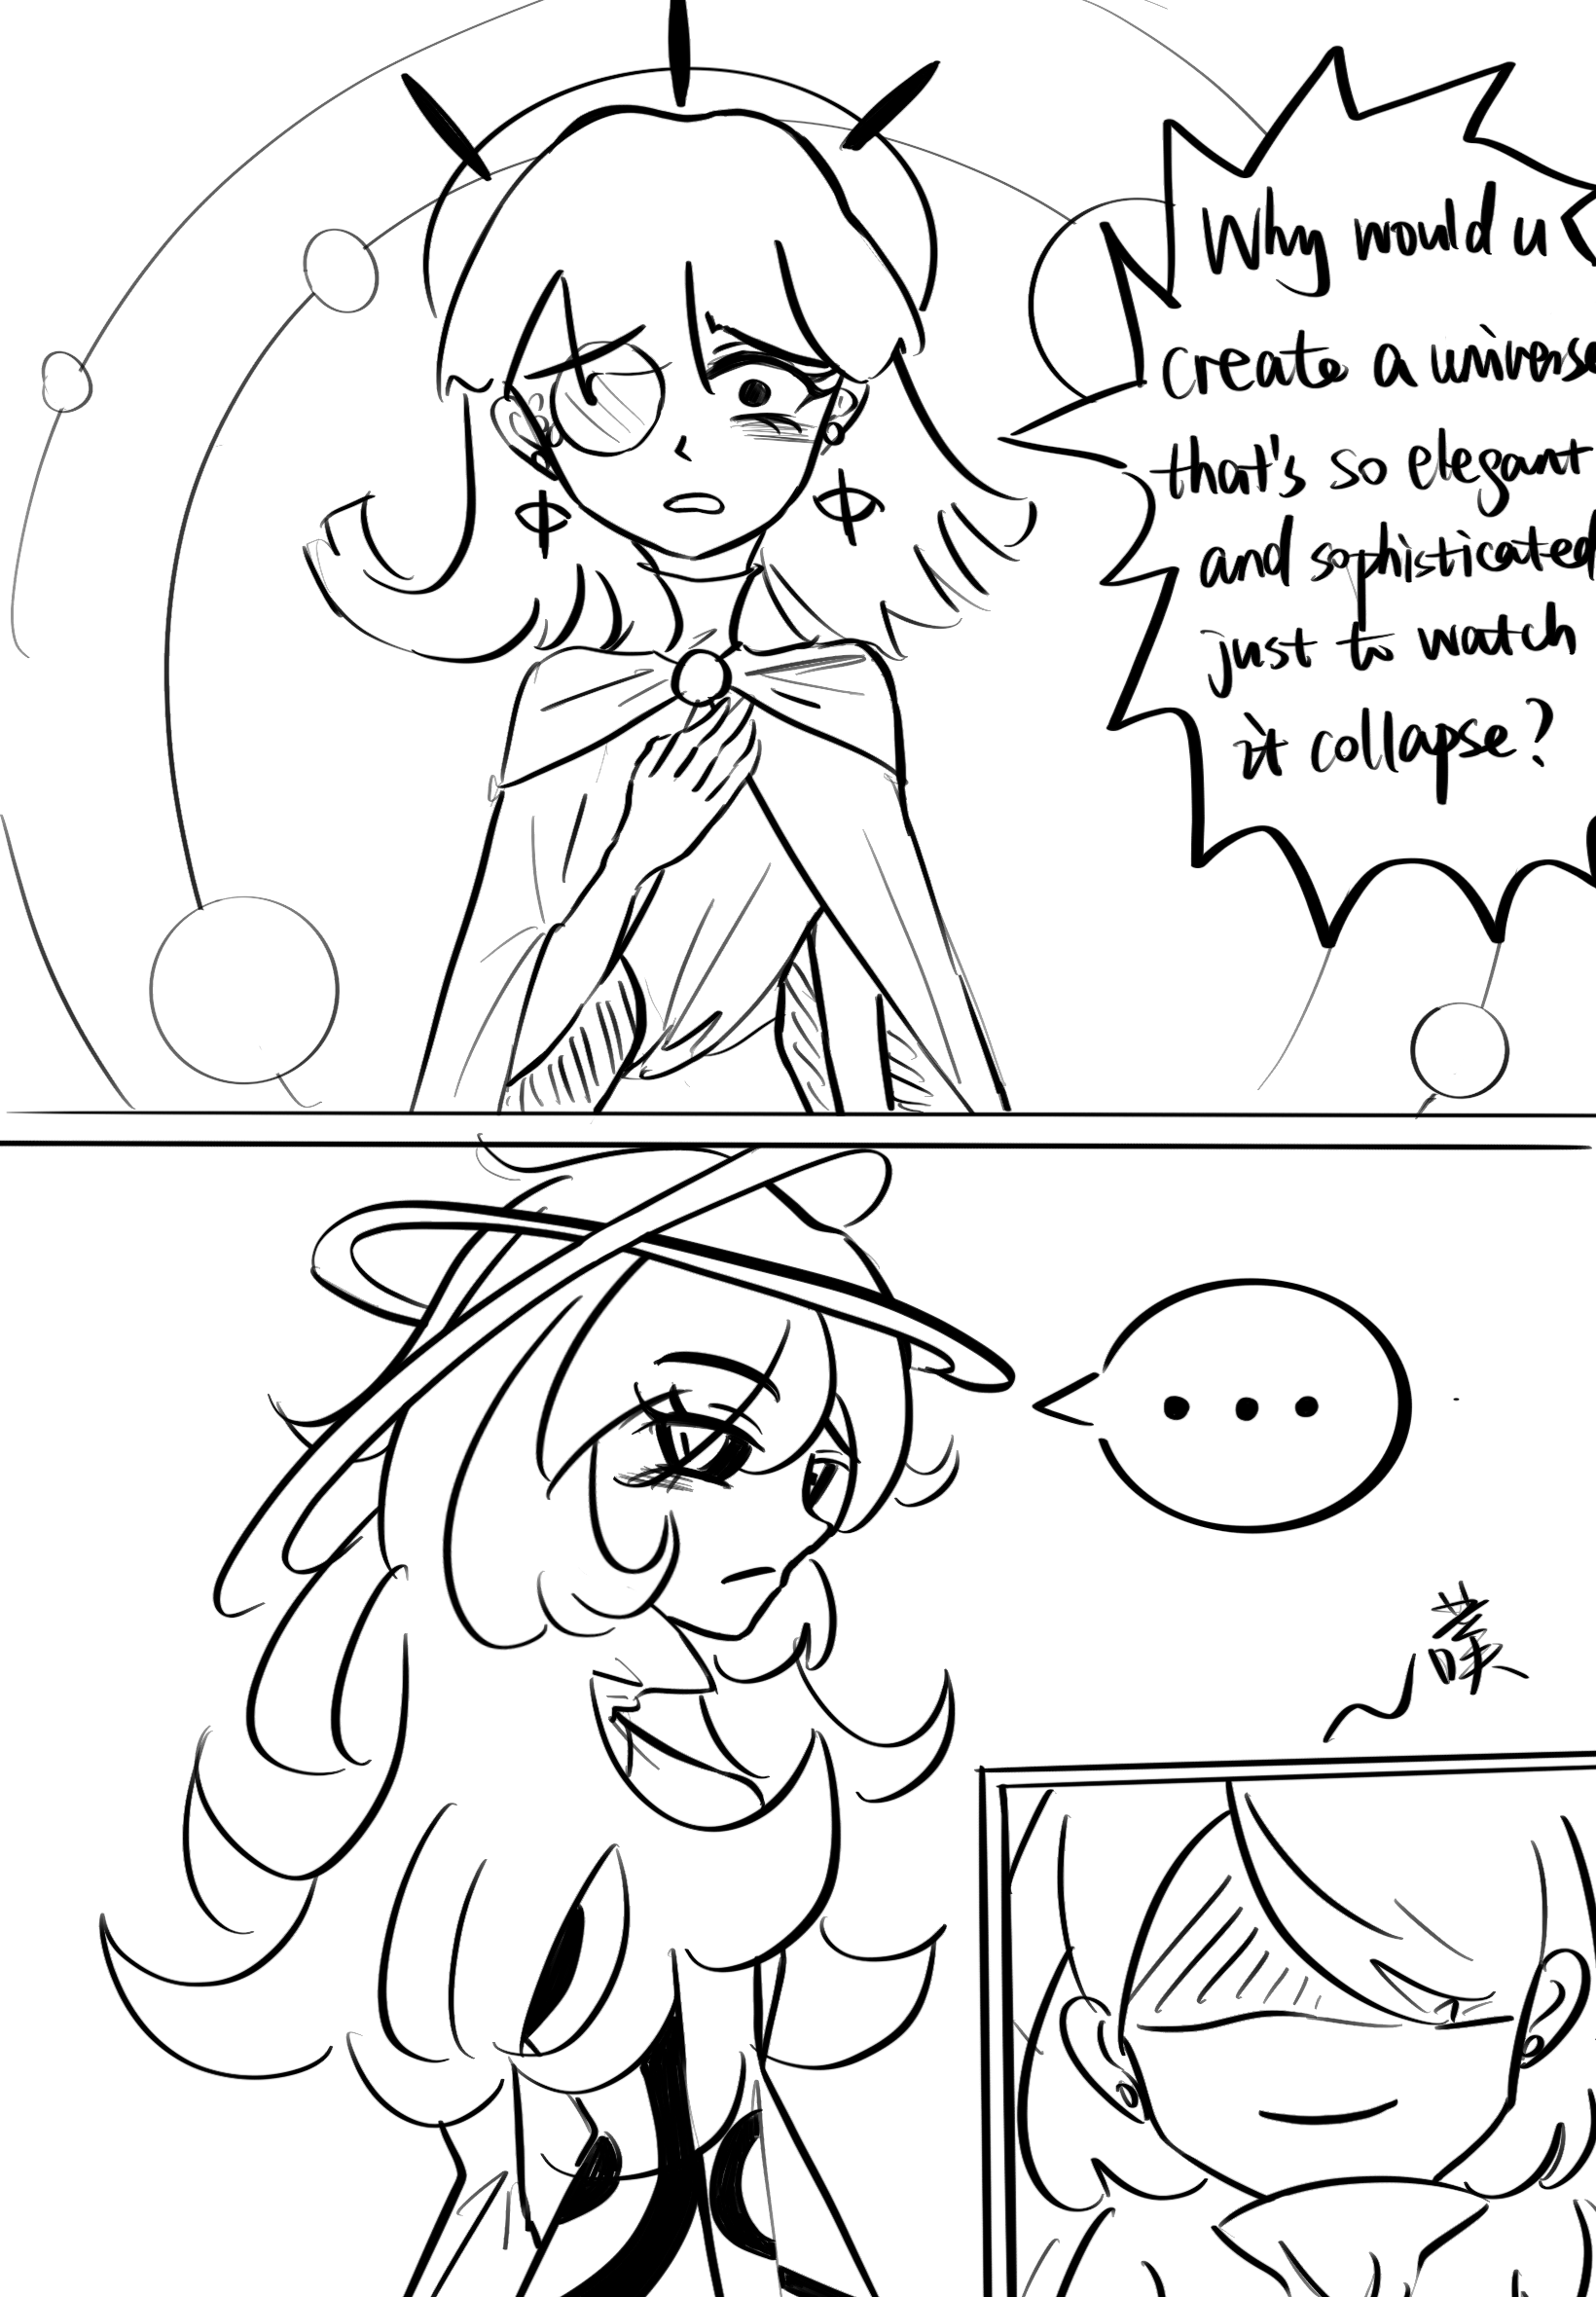 Why would u
create a universe
that's so elegant
and sophisticated
just to watch
it collapse?
...